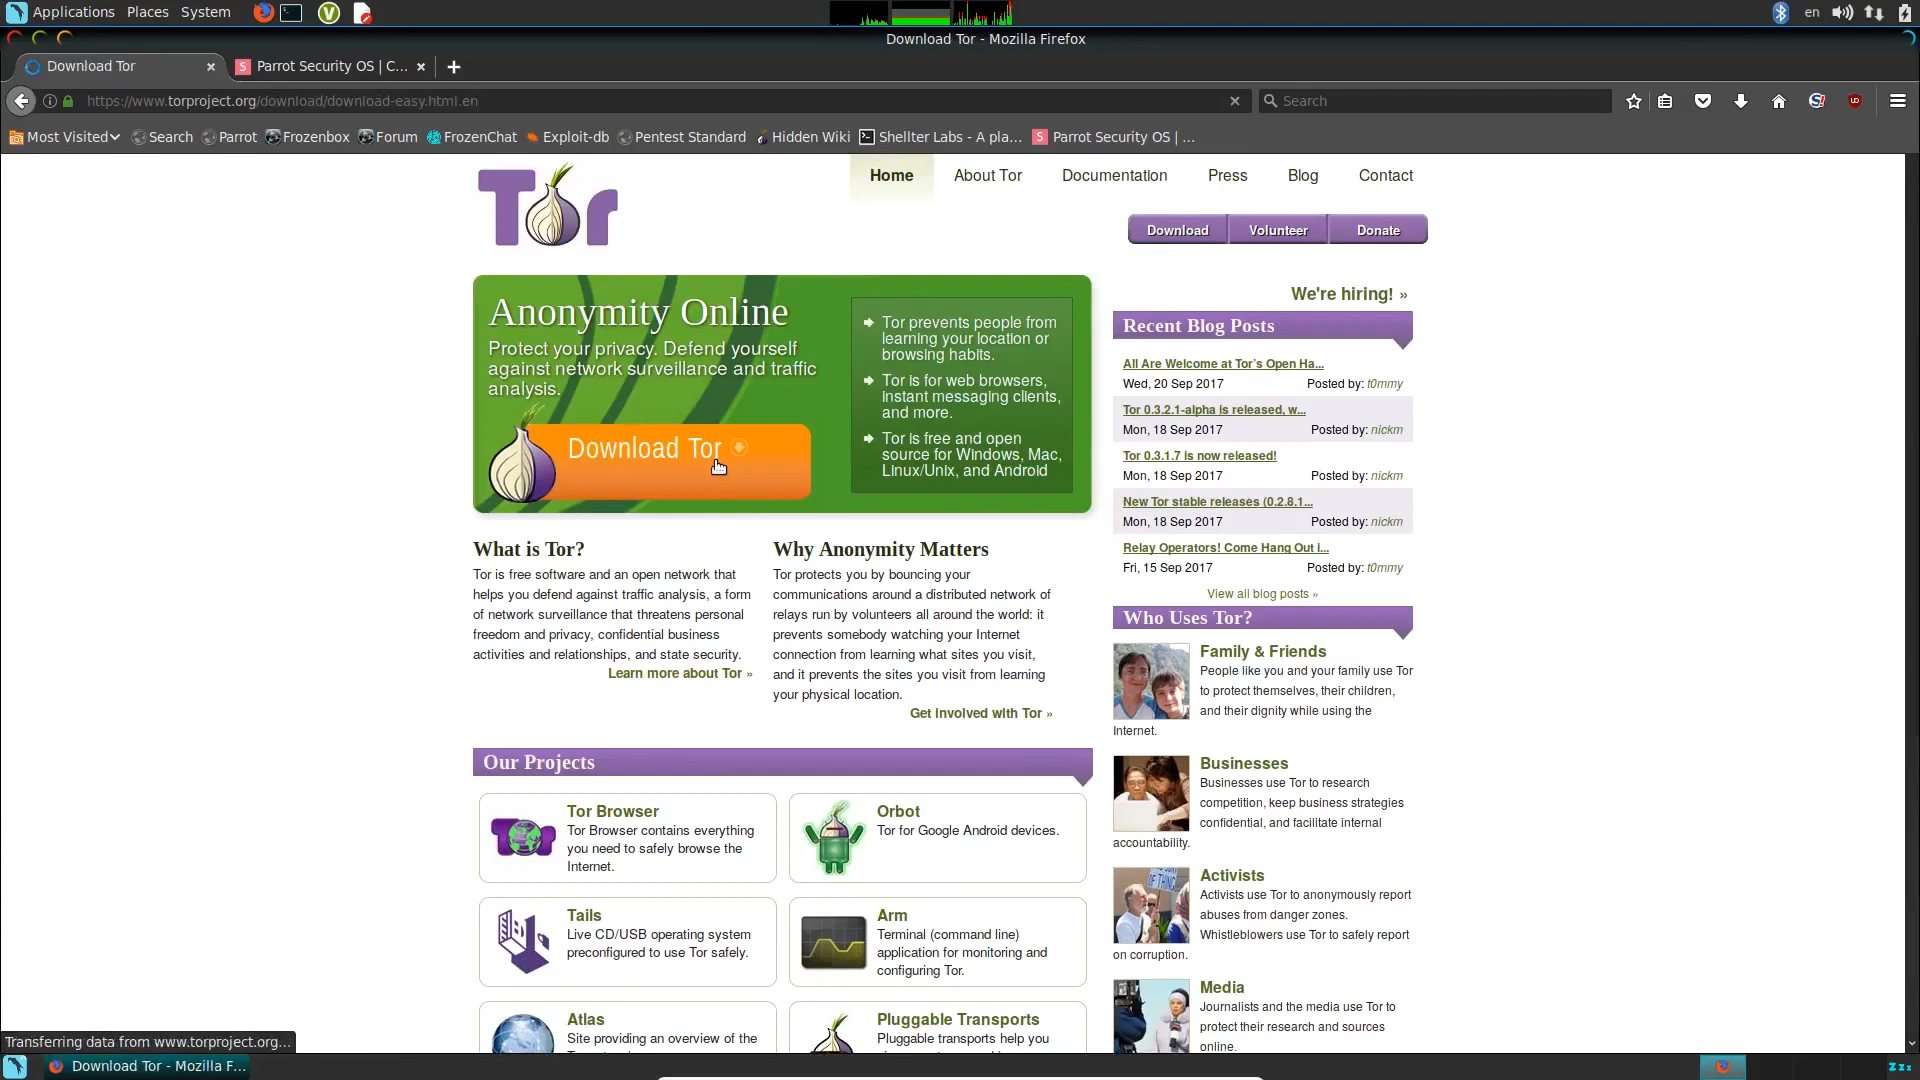 Applications Places System
en
Download Tor - Mozilla Firefox
Download Tor
Parrot Security OS | C...
https://www.torproject.org/download/download-easy.html.en
Search
Most Visited
Search
Parrot
Frozenbox
Forum
FrozenChat
Exploit-db
Pentest Standard
Hidden Wiki
Shellter Labs - A pla...
Parrot Security OS | ...
Tor
Home
About Tor
Documentation
Press
Blog
Contact
Download
Volunteer
Donate
Anonymity Online
Protect your privacy. Defend yourself
against network surveillance and traffic
analysis.
Download Tor
Tor prevents people from
learning your location or
browsing habits.
Tor is for web browsers,
instant messaging clients,
and more.
Tor is free and open
source for Windows, Mac,
Linux/Unix, and Android
We're hiring! »
Recent Blog Posts
All Are Welcome at Tor's Open Ha...
Wed, 20 Sep 2017 Posted by: t0mmy
Tor 0.3.2.1-alpha is released, w...
Mon, 18 Sep 2017 Posted by: nickm
Tor 0.3.1.7 is now released!
Mon, 18 Sep 2017 Posted by: nickm
New Tor stable releases (0.2.8.1...
Mon, 18 Sep 2017 Posted by: nickm
Relay Operators! Come Hang Out i...
Fri, 15 Sep 2017 Posted by: t0mmy
View all blog posts »
What is Tor?
Tor is free software and an open network that
helps you defend against traffic analysis, a form
of network surveillance that threatens personal
freedom and privacy, confidential business
activities and relationships, and state security.
Learn more about Tor »
Why Anonymity Matters
Tor protects you by bouncing your
communications around a distributed network of
relays run by volunteers all around the world: it
prevents somebody watching your Internet
connection from learning what sites you visit,
and it prevents the sites you visit from learning
your physical location.
Get involved with Tor »
Who Uses Tor?
Family & Friends
People like you and your family use Tor
to protect themselves, their children,
and their dignity while using the
Internet.
Businesses
Businesses use Tor to research
competition, keep business strategies
confidential, and facilitate internal
accountability.
Activists
Activists use Tor to anonymously report
abuses from danger zones.
Whistleblowers use Tor to safely report
on corruption.
Media
Journalists and the media use Tor to
protect their research and sources
online.
Our Projects
Tor Browser
Tor Browser contains everything
you need to safely browse the
Internet.
Orbot
Tor for Google Android devices.
Tails
Live CD/USB operating system
preconfigured to use Tor safely.
Arm
Terminal (command line)
application for monitoring and
configuring Tor.
Atlas
Site providing an overview of the
Pluggable Transports
Pluggable transports help you
Transferring data from www.torproject.org...
Download Tor - Mozilla F...
zzz